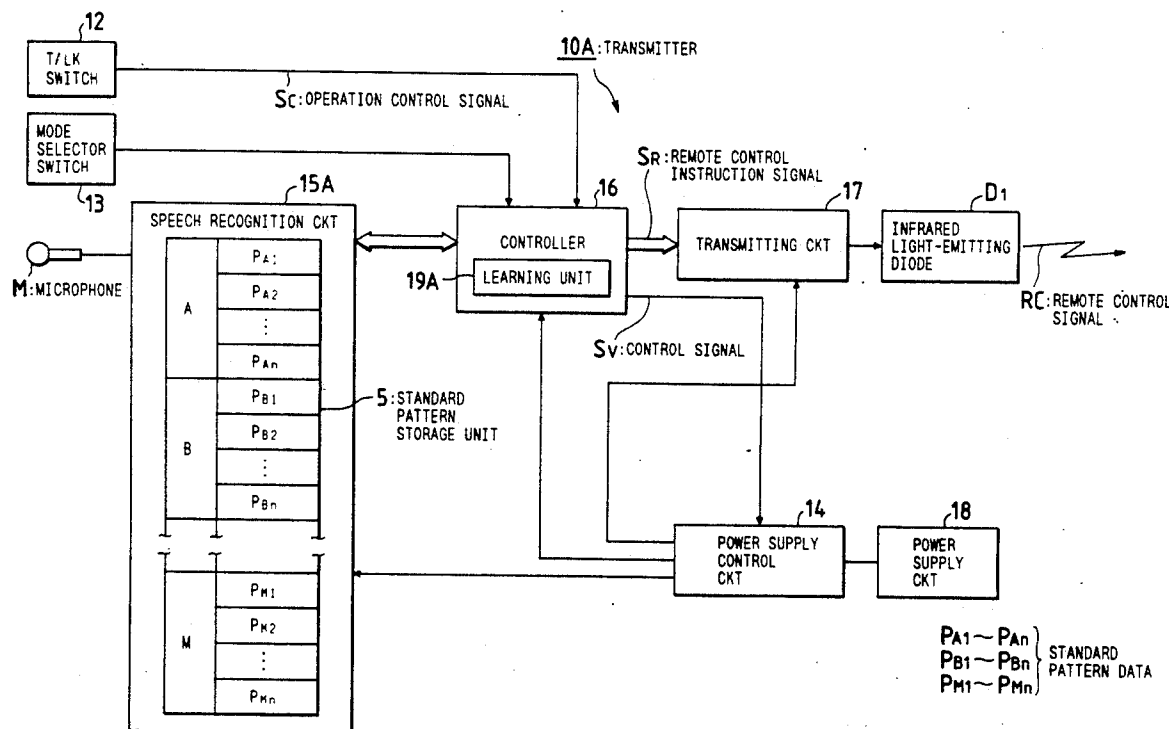 12
T/LK
SWITCH
10A: TRANSMITTER
SC: OPERATION CONTROL SIGNAL
MODE
SELECTOR
SWITCH
13
15A
SPEECH RECOGNITION CKT
M: MICROPHONE
A
PA1
PA2
⋮
PAn
B
PB1
PB2
⋮
PBn
M
PM1
PM2
⋮
PMn
5: STANDARD
PATTERN
STORAGE UNIT
16
CONTROLLER
19A
LEARNING UNIT
SR: REMOTE CONTROL
INSTRUCTION SIGNAL
17
TRANSMITTING CKT
D1
INFRARED
LIGHT-EMITTING
DIODE
RC: REMOTE CONTROL
SIGNAL
SV: CONTROL SIGNAL
14
POWER SUPPLY
CONTROL
CKT
18
POWER
SUPPLY
CKT
PA1~PAn
PB1~PBn
PM1~PMn
STANDARD
PATTERN DATA